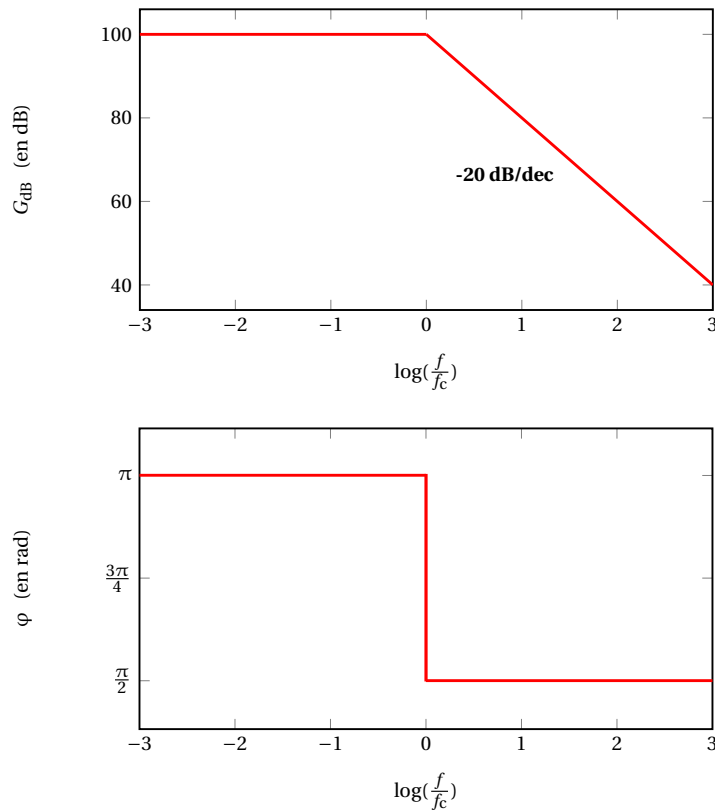 100
80
60
40
G_dB (en dB)
-20 dB/dec
−3 −2 −1 0 1 2 3
log(f/f_c)
π
3π/4
π/2
φ (en rad)
−3 −2 −1 0 1 2 3
log(f/f_c)